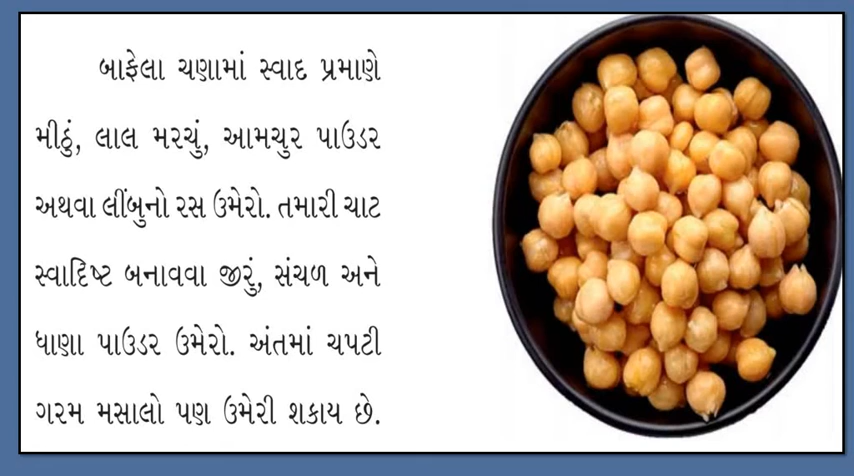 બાફેલા ચણામાં સ્વાદ પ્રમાણે
મીઠું, લાલ મરચું, આમચુર પાઉડર
અથવા લીંબુનો રસ ઉમેરો. તમારી ચાટ
સ્વાદિષ્ટ બનાવવા જીરું, સંચળ અને
ધાણા પાઉડર ઉમેરો. અંતમાં ચપટી
ગરમ મસાલો પણ ઉમેરી શકાય છે.